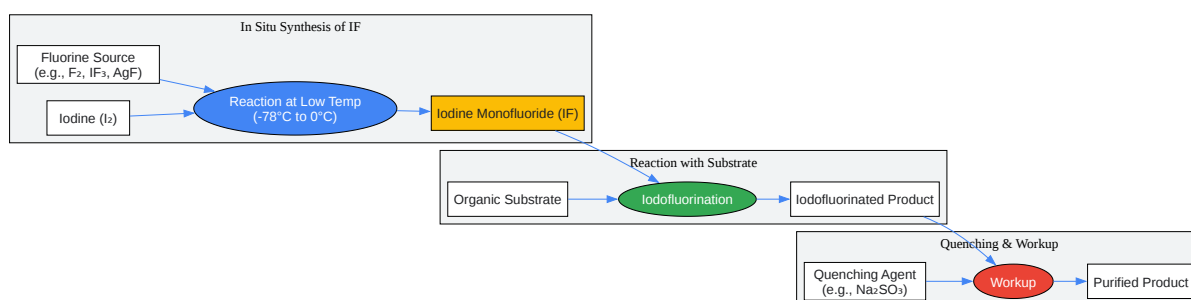 In Situ Synthesis of IF
Fluorine Source
(e.g., F₂, IF₃, AgF)
Iodine (I₂)
Reaction at Low Temp
(-78°C to 0°C)
Iodine Monofluoride (IF)
Reaction with Substrate
Organic Substrate
Iodofluorination
Iodofluorinated Product
Quenching & Workup
Quenching Agent
(e.g., Na₂SO₃)
Workup
Purified Product